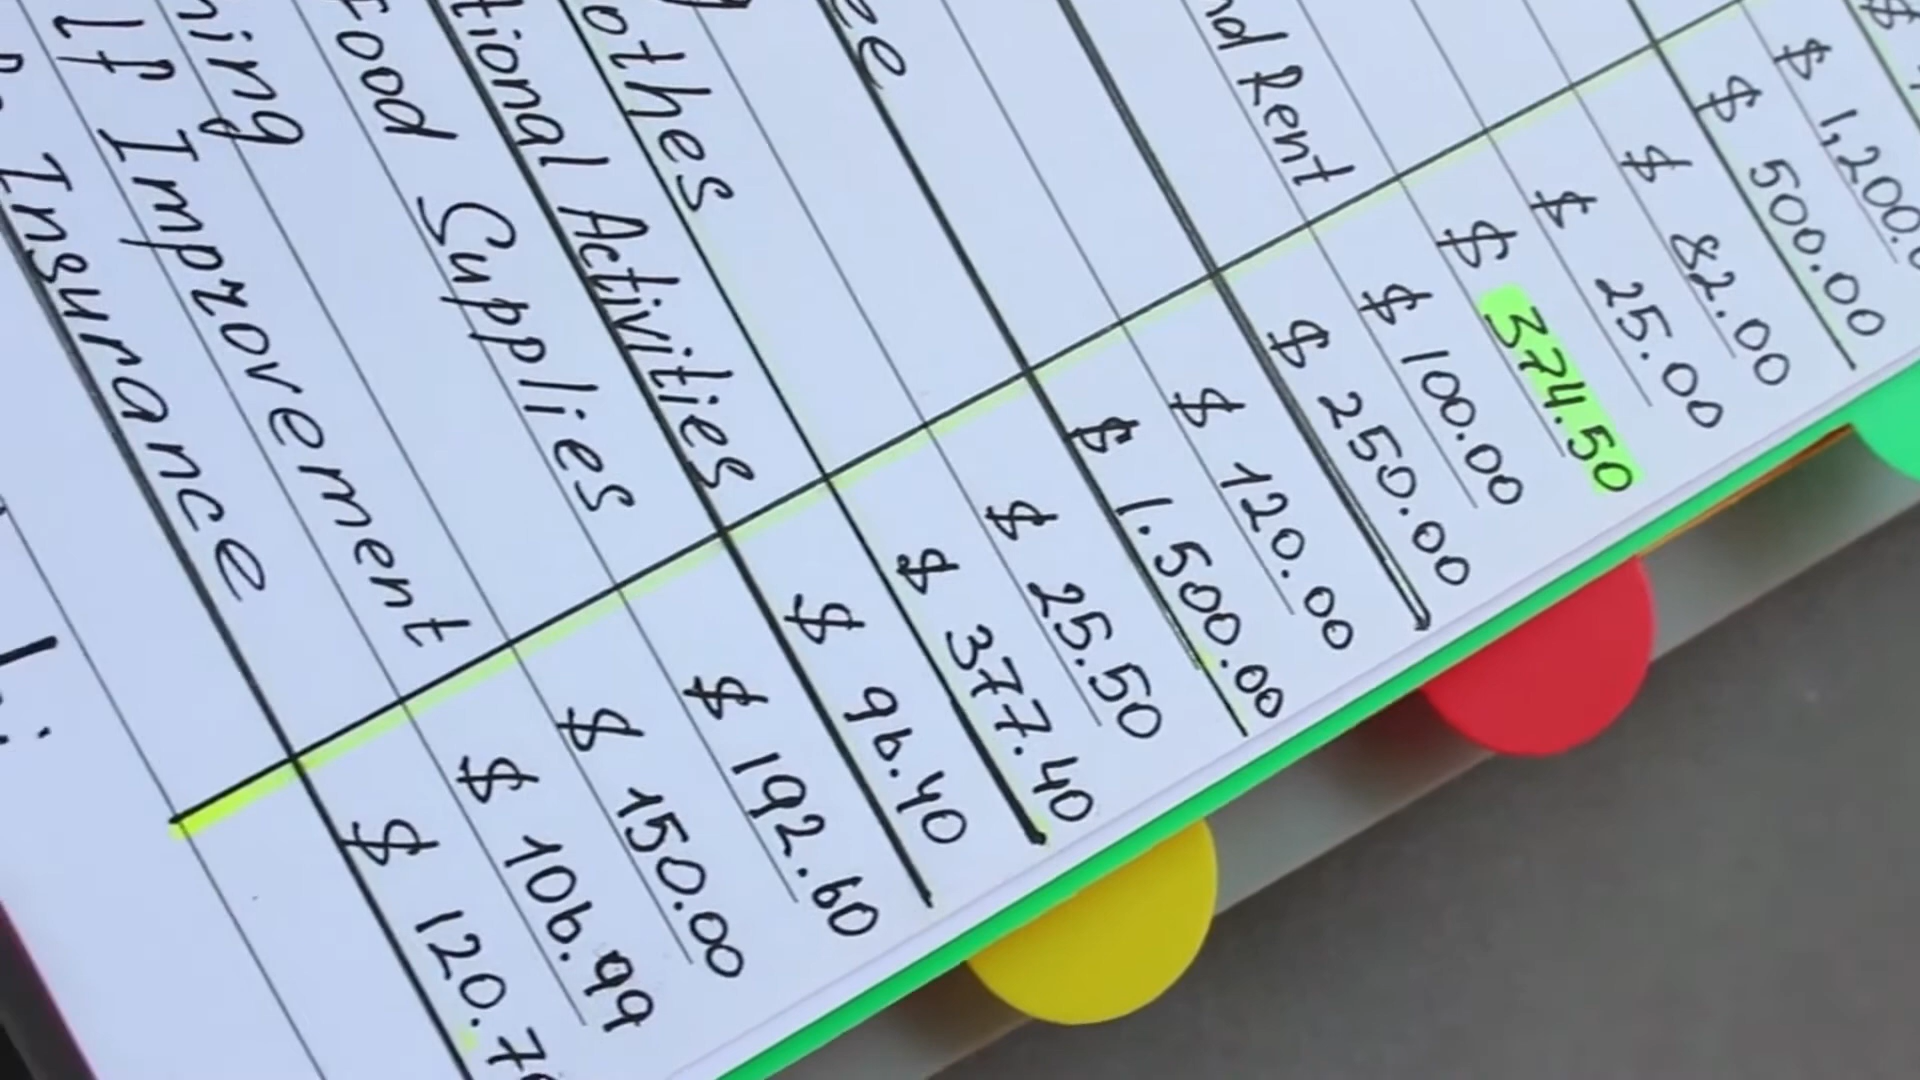 $ 1,200.
$ 500.00
$ 82.00
$ 25.00
$ 374.50
nd Rent $ 100.00
$ 250.00
$ 120.00
ee $ 1.500.00
$ 25.50
othes $ 377.40
tional Activities $ 96.40
Food Supplies $ 192.60
ning $ 150.00
lf Improvement $ 106.99
Insurance $ 120.7